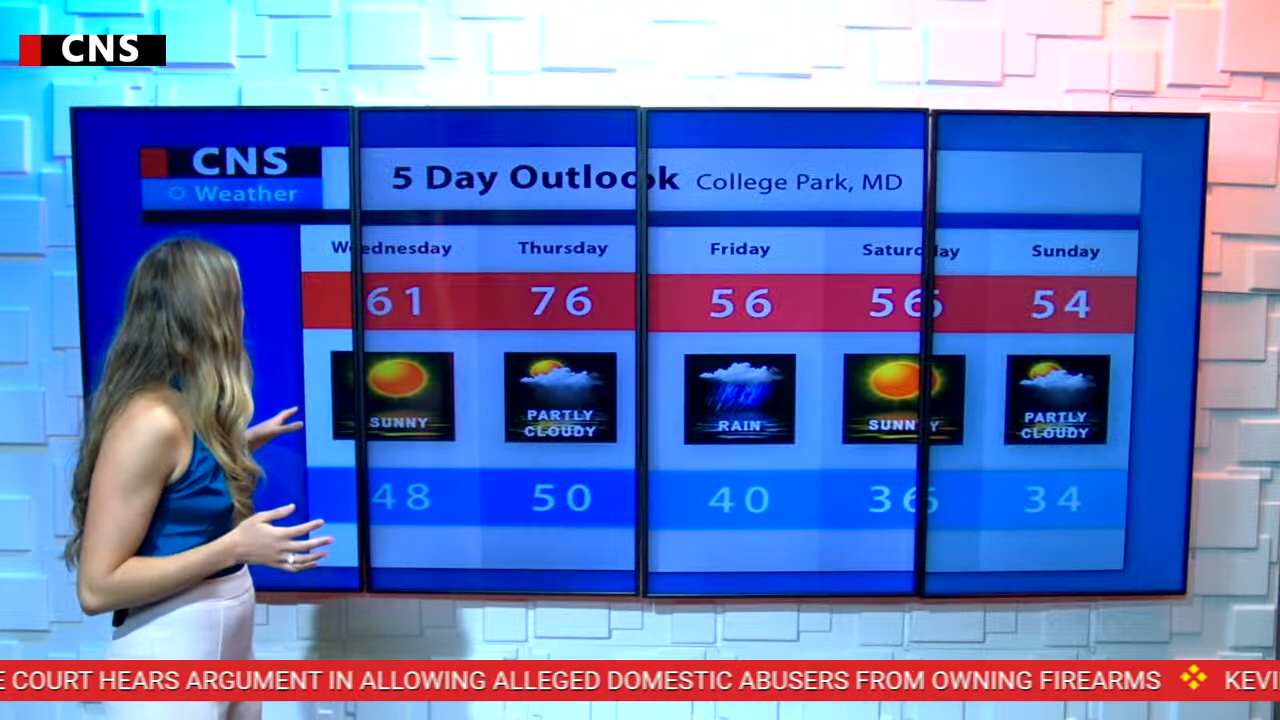 CNS
CNS
Weather
5 Day Outlook College Park, MD
Wednesday Thursday Friday Saturday Sunday
61 76 56 56 54
SUNNY PARTLY CLOUDY RAIN SUNNY PARTLY CLOUDY
48 50 40 36 34
E COURT HEARS ARGUMENT IN ALLOWING ALLEGED DOMESTIC ABUSERS FROM OWNING FIREARMS KEVI